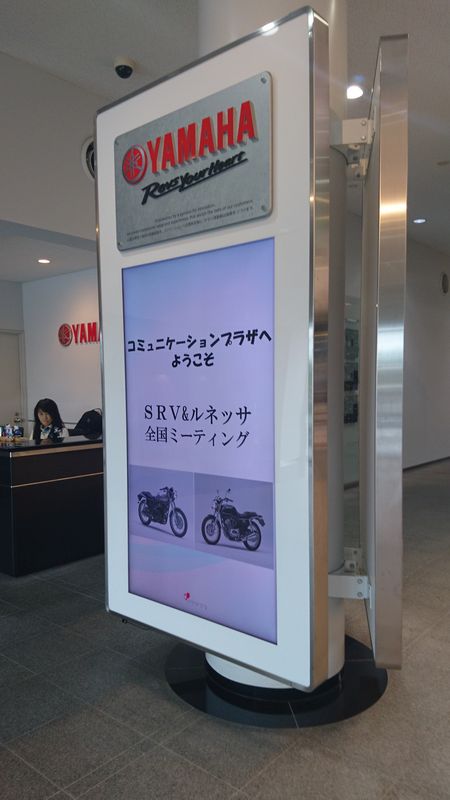 YAMAHA
Revs Your Heart
コミュニケーションプラザへ
ようこそ
ＳＲＶ&ルネッサ
全国ミーティング
YAMA